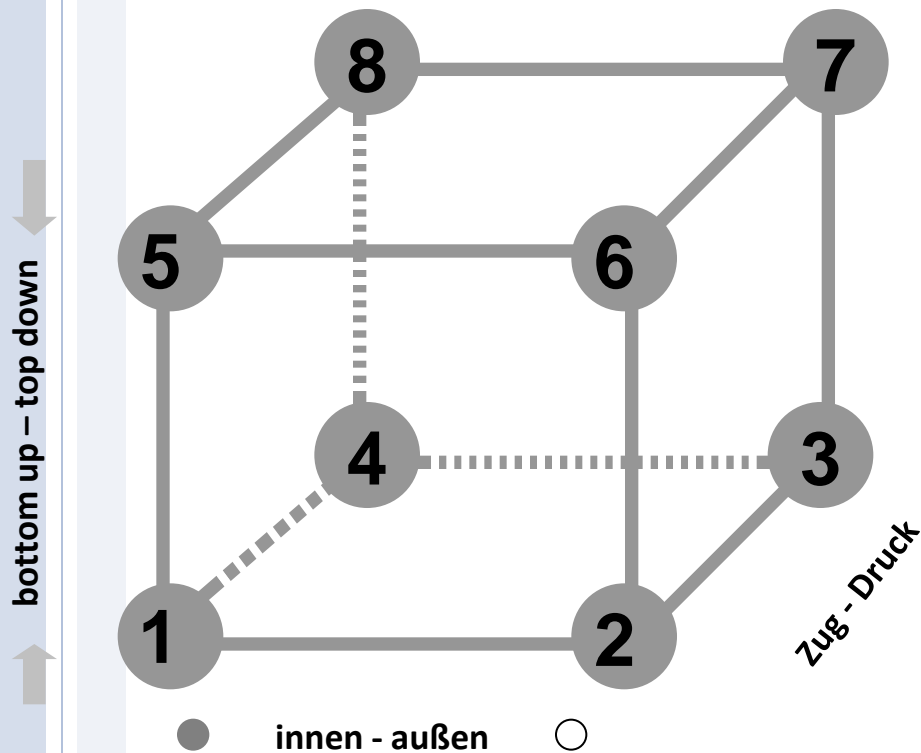 8 7
5 6
bottom up – top down
4 3
Zug - Druck
1 2
innen - außen